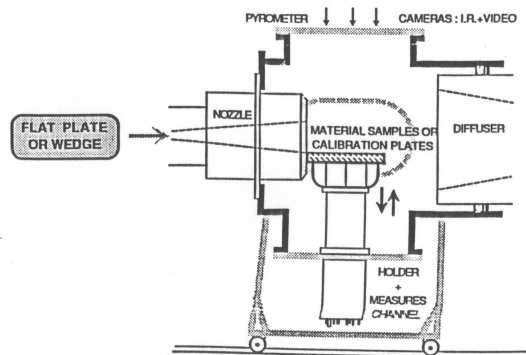 PYROMETER
CAMERAS : I.R.+VIDEO
NOZZLE
DIFFUSER
FLAT PLATE
OR WEDGE
MATERIAL SAMPLES OR
CALIBRATION PLATES
HOLDER
+
MEASURES
CHANNEL